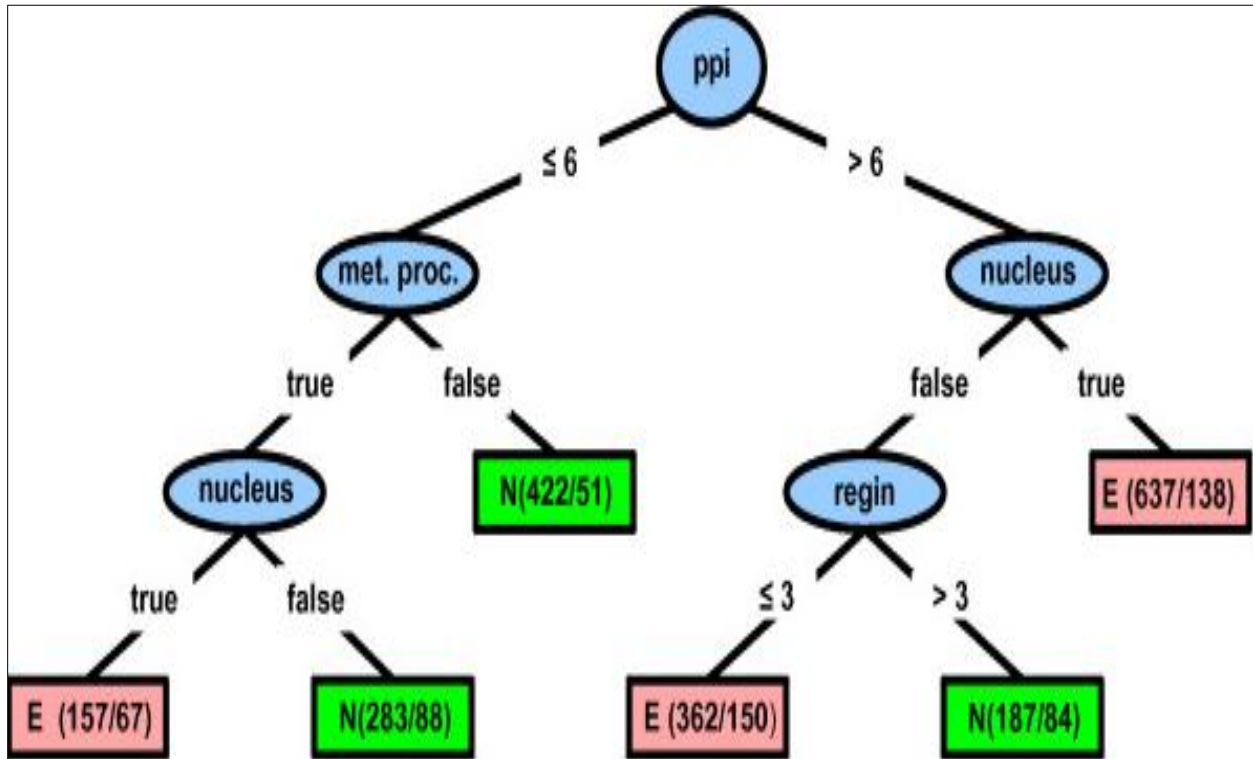 ppi
≤ 6
> 6
met. proc.
nucleus
true
false
false
true
nucleus
N(422/51)
regin
E (637/138)
true
false
≤ 3
> 3
E (157/67)
N(283/88)
E (362/150)
N(187/84)